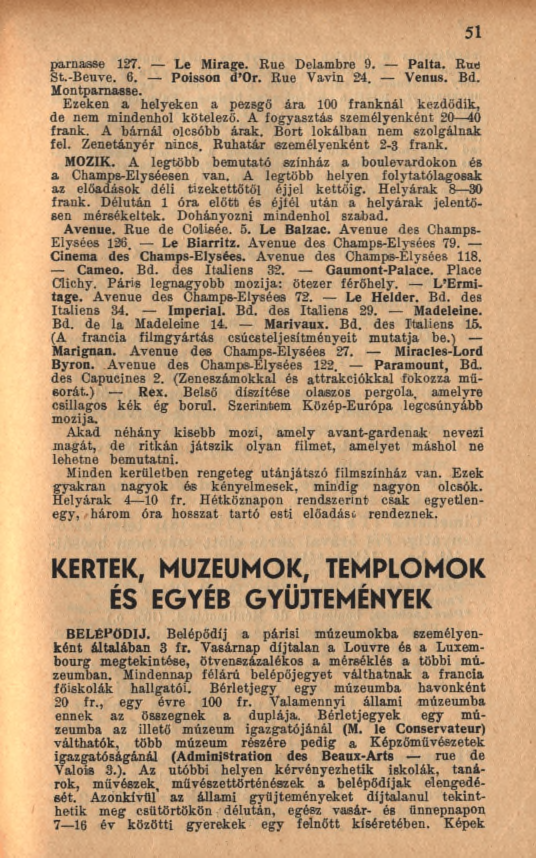 51
parnasse 127. — Le Mirage. Rue Delambre 9. — Palta. Rue
St.-Beuve. 6. — Poisson d'Or. Rue Vavin 24. — Venus. Bd.
Montparnasse.
Ezeken a helyeken a pezsgő ára 100 franknál kezdődik,
de nem mindenhol kötelező. A fogyasztás személyenként 20—40
frank. A bárnál olcsóbb árak. Bort lokálban nem szolgálnak
fel. Zenetányér nincs. Ruhatár személyenként 2-3 frank.
MOZIK. A legtöbb bemutató színház a boulevardokon és
a Champs-Elyséesen van. A legtöbb helyen folytatólagosak
az előadások déli tizekettőtől éjjel kettőig. Helyárak 8—30
frank. Délután 1 óra előtt és éjfél után a helyárak jelentő-
sen mérsékeltek. Dohányozni mindenhol szabad.
Avenue. Rue de Colisée. 5. Le Balzac. Avenue des Champs-
Elysées 126. — Le Biarritz. Avenue des Champs-Elysées 79. —
Cinema des Champs-Elysées. Avenue des Champs-Elysées 118.
— Cameo. Bd. des Italiens 32. — Gaumont-Palace. Place
Clichy. Páris legnagyobb mozija: ötezer férőhely. — L'Ermi-
tage. Avenue des Champs-Elysées 72. — Le Helder. Bd. des
Italiens 34. — Imperial. Bd. des Italiens 29. — Madeleine.
Bd. de la Madeleine 14. — Marivaux. Bd. des Italiens 15.
(A francia filmgyártás csúcsteljesítményeit mutatja be.) —
Marignan. Avenue des Champs-Elysées 27. — Miracles-Lord
Byron. Avenue des Champs-Elysées 122. — Paramount, Bd.
des Capucines 2. (Zeneszámokkal és attrakciókkal fokozza mű-
sorát.) — Rex. Belső díszítése olaszos pergola, amelyre
csillagos kék ég borul. Szerintem Közép-Európa legcsúnyább
mozija.
Akad néhány kisebb mozi, amely avant-gardenak nevezi
magát, de ritkán játszik olyan filmet, amelyet máshol ne
lehetne bemutatni.
Minden kerületben rengeteg utánjátszó filmszínház van. Ezek
gyakran nagyok és kényelmesek, mindig nagyon olcsók.
Helyárak 4—10 fr. Hétköznapon rendszerint csak egyetlen-
egy, három óra hosszat tartó esti előadást rendeznek.
KERTEK, MUZEUMOK, TEMPLOMOK
ÉS EGYÉB GYÜJTEMÉNYEK
BELÉPŐDIJ. Belépődíj a párisi múzeumokba személyen-
ként általában 3 fr. Vasárnap díjtalan a Louvre és a Luxem-
bourg megtekintése, ötvenszázalékos a mérséklés a többi mú-
zeumban. Mindennap félárú belépőjegyet válthatnak a francia
főiskolák hallgatói. Bérletjegy egy múzeumba havonként
20 fr., egy évre 100 fr. Valamennyi állami múzeumba
ennek az összegnek a duplája. Bérletjegyek egy mú-
zeumba az illető múzeum igazgatójánál (M. le Conservateur)
válthatók, több múzeum részére pedig a Képzőművészetek
igazgatóságánál (Administration des Beaux-Arts — rue de
Valois 3.). Az utóbbi helyen kérvényezhetik iskolák, taná-
rok, művészek, művészettörténészek a belépődíjak elengedé-
sét. Azonkívül az állami gyüjteményeket díjtalanul tekint-
hetik meg csütörtökön délután, egész vasár- és ünnepnapon
7—16 év közötti gyerekek egy felnőtt kíséretében. Képek